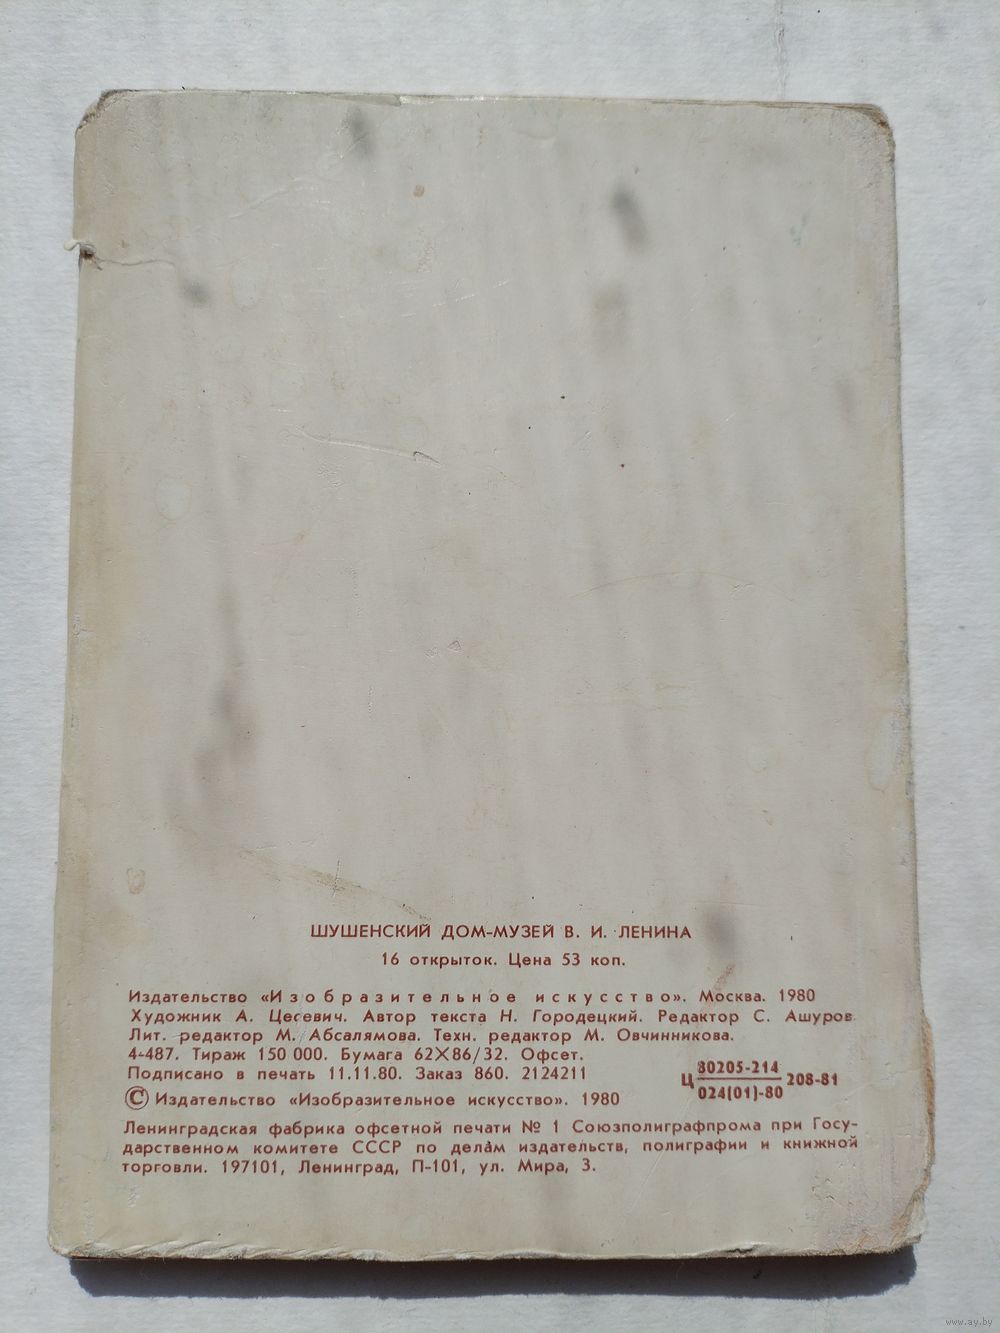 ШУШЕНСКИЙ ДОМ-МУЗЕЙ В. И. ЛЕНИНА
16 открыток. Цена 53 коп.
Издательство «Изобразительное искусство». Москва. 1980
Художник А. Цесевич. Автор текста Н. Городецкий. Редактор С. Ашуров.
Лит. редактор М. Абсалямова. Техн. редактор М. Овчинникова.
4-487. Тираж 150 000. Бумага 62X86/32. Офсет.
Подписано в печать 11.11.80. Заказ 860. 2124211
Ц 80205-214
024(01)-80 208-81
© Издательство «Изобразительное искусство». 1980
Ленинградская фабрика офсетной печати № 1 Союзполиграфпрома при Госу-
дарственном комитете СССР по делам издательств, полиграфии и книжной
торговли. 197101, Ленинград, П-101, ул. Мира, 3.
www.ay.by